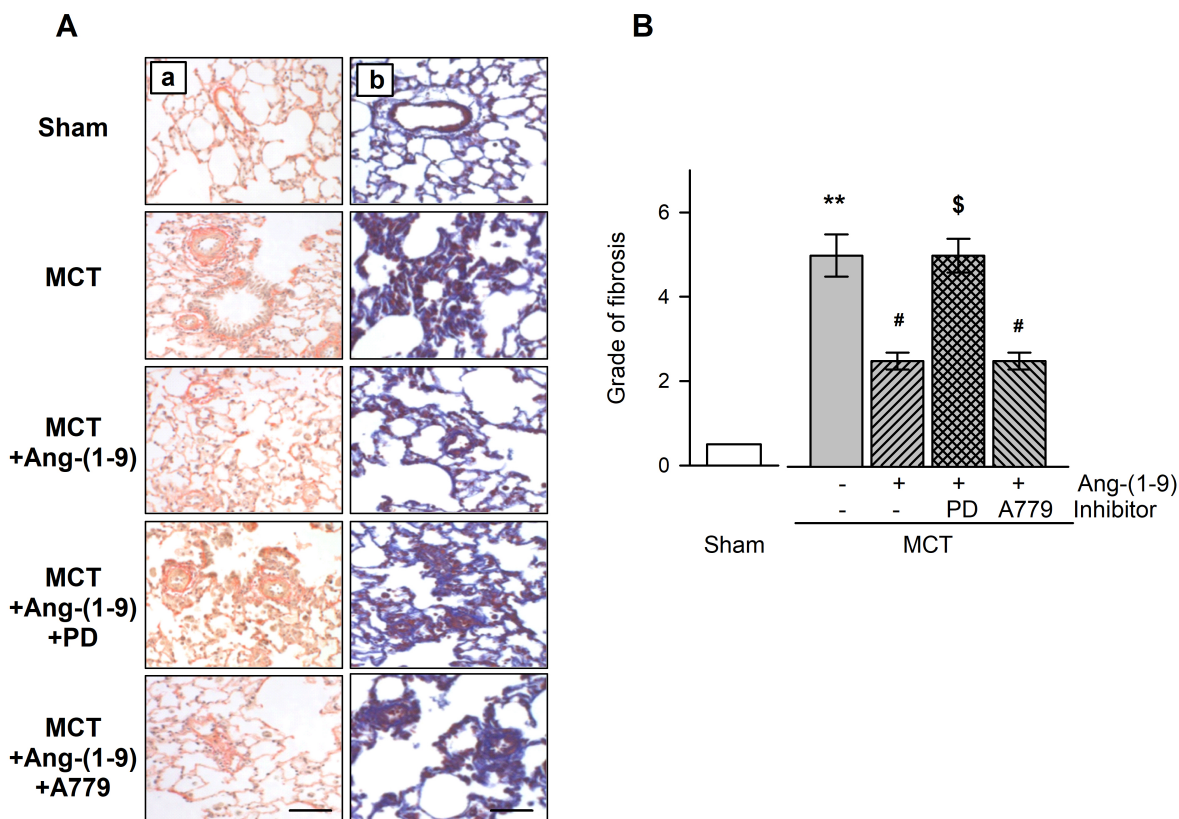 A
B
a
b
Sham
MCT
MCT
+Ang-(1-9)
MCT
+Ang-(1-9)
+PD
MCT
+Ang-(1-9)
+A779
Grade of fibrosis
6
4
2
0
**
#
$
#
- + + + Ang-(1-9)
- - PD A779 Inhibitor
Sham MCT